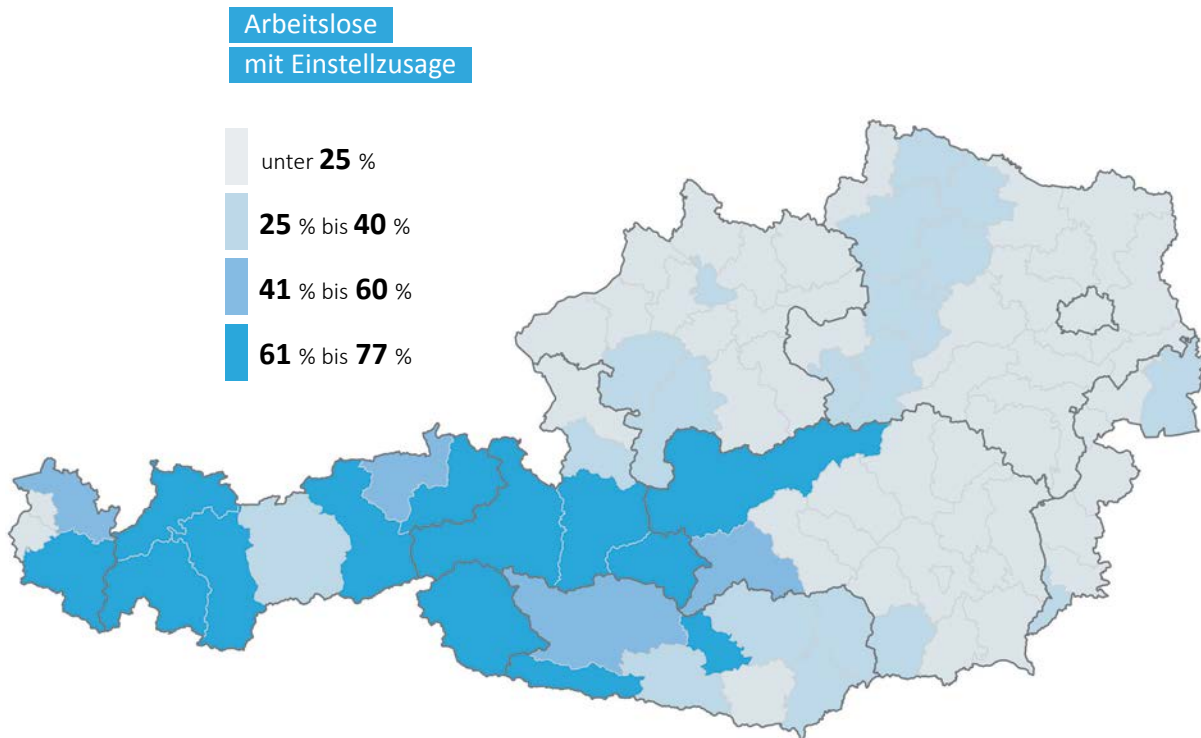 Arbeitslose
mit Einstellzusage
unter 25 %
25 % bis 40 %
41 % bis 60 %
61 % bis 77 %